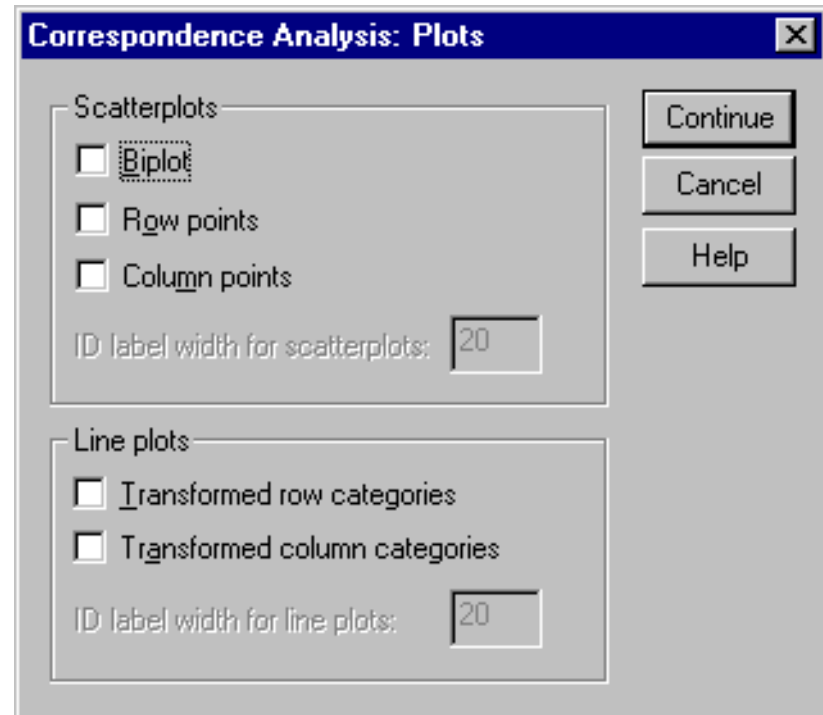 Correspondence Analysis: Plots
Scatterplots
Biplot
Row points
Column points
ID label width for scatterplots: 20
Line plots
Transformed row categories
Transformed column categories
ID label width for line plots: 20
Continue
Cancel
Help